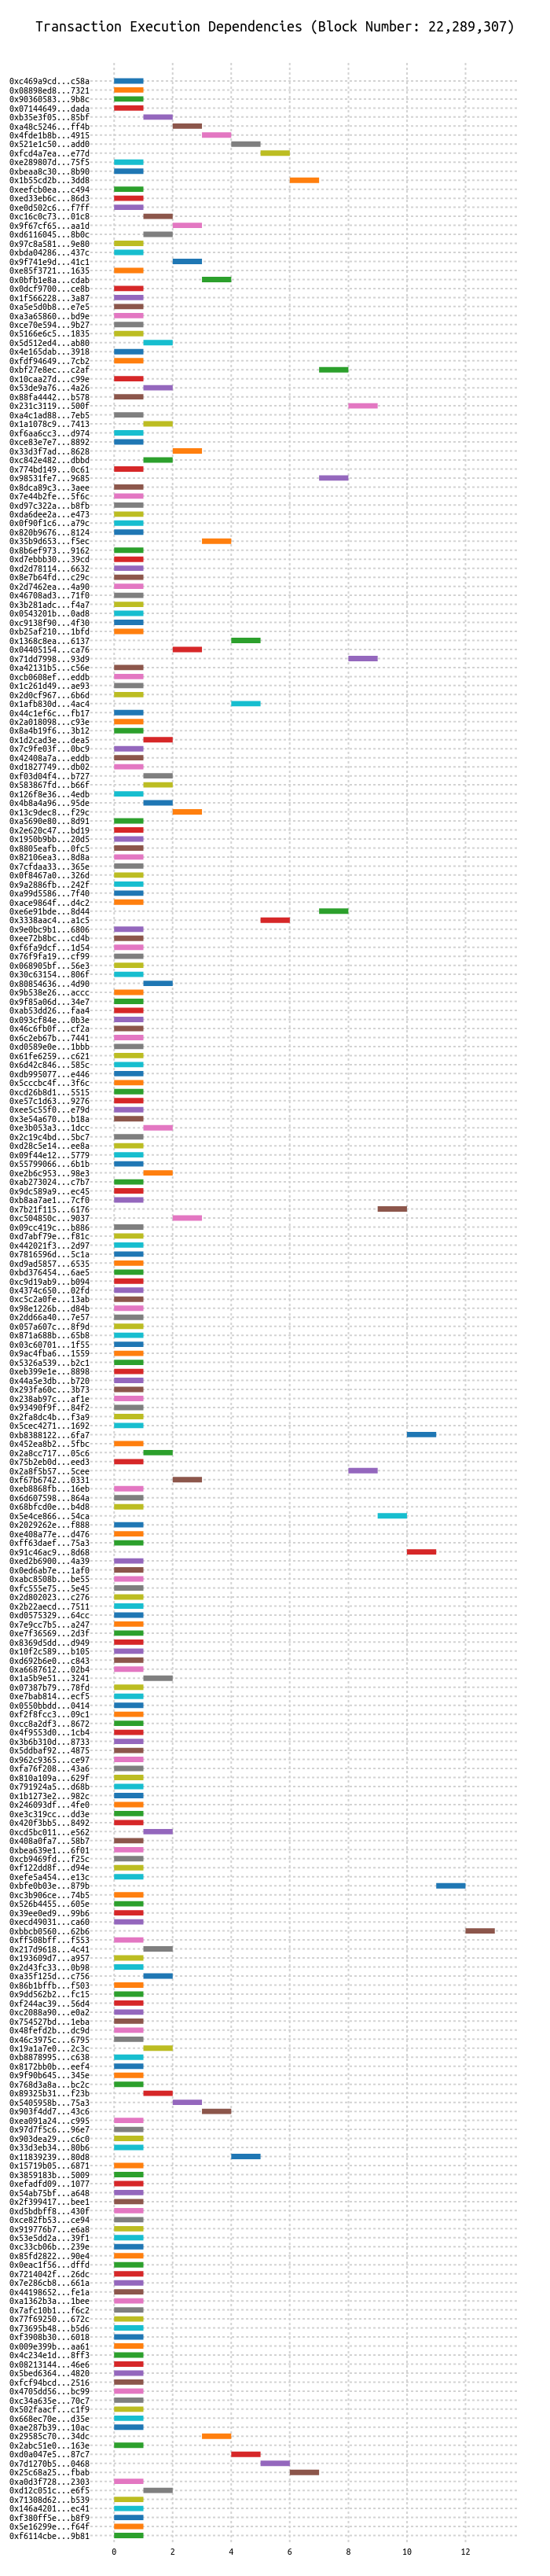 Transaction Execution Dependencies (Block Number: 22,289,307)
0xc469a9cd...c58a
0x08898ed8...7321
0x90360583...9b8c
0x07144649...dada
0xb35e3f05...85bf
0xa48c5246...ff4b
0x4fde1b8b...4915
0x521e1c50...add0
0xfcd4a7ea...e77d
0xe289807d...75f5
0xbeaa8c30...8b90
0x1b55cd2b...3dd8
0xeefcb0ea...c494
0xed33eb6c...86d3
0xe0d502c6...f7ff
0xc16c0c73...01c8
0x9f67cf65...aa1d
0xd6116045...8b0c
0x97c8a581...9e80
0xbda04286...437c
0x9f741e9d...41c1
0xe85f3721...1635
0x0bfb1e8a...cdab
0x0dcf9700...ce8b
0x1f566228...3a87
0xa5e5d0b8...e7e5
0xa3a65860...bd9e
0xce70e594...9b27
0x5166e6c5...1835
0x5d512ed4...ab80
0x4e165dab...3918
0xfdf94649...7cb2
0xbf27e8ec...c2af
0x10caa27d...c99e
0x53de9a76...4a26
0x88fa4442...b578
0x231c3119...500f
0xa4c1ad88...7eb5
0x1a1078c9...7413
0xf6aa6cc3...d974
0xce83e7e7...8892
0x33d3f7ad...8628
0xc842e482...dbbd
0x774bd149...0c61
0x98531fe7...9685
0x8dca89c3...3aee
0x7e44b2fe...5f6c
0xd97c322a...b8fb
0xda6dee2a...e473
0x0f90f1c6...a79c
0x820b9676...8124
0x35b9d653...f5ec
0x8b6ef973...9162
0xd7ebbb30...39cd
0xd2d78114...6632
0x8e7b64fd...c29c
0x2d7462ea...4a90
0x46708ad3...71f0
0x3b281adc...f4a7
0x0543201b...0ad8
0xc9138f90...4f30
0xb25af210...1bfd
0x1368c8ea...6137
0x04405154...ca76
0x71dd7998...93d9
0xa42131b5...c56e
0xcb0608ef...eddb
0x1c261d49...ae93
0x2d0cf967...6b6d
0x1afb830d...4ac4
0x44c1ef6c...fb17
0x2a018098...c93e
0x8a4b19f6...3b12
0x1d2cad3e...dea5
0x7c9fe03f...0bc9
0x42408a7a...eddb
0xd1827749...db02
0xf03d04f4...b727
0x583867fd...b66f
0x126f8e36...4edb
0x4b8a4a96...95de
0x13c9dec8...f29c
0xa5690e80...8d91
0x2e620c47...bd19
0x1950b9bb...20d5
0x8805eafb...0fc5
0x82106ea3...8d8a
0x7cfdaa33...365e
0x0f8467a0...326d
0x9a2886fb...242f
0xa99d5586...7f40
0xace9864f...d4c2
0xe6e91bde...8d44
0x3338aac4...a1c5
0x9e0bc9b1...6806
0xee72b8bc...cd4b
0xf6fa9dcf...1d54
0x76f9fa19...cf99
0x068905bf...56e3
0x30c63154...806f
0x80854636...4d90
0x9b538e26...accc
0x9f85a06d...34e7
0xab53dd26...faa4
0x093cf84e...0b3e
0x46c6fb0f...cf2a
0x6c2eb67b...7441
0xd0589e0e...1bbb
0x61fe6259...c621
0x6d42c846...585c
0xdb995077...e446
0x5cccbc4f...3f6c
0xcd26b8d1...5515
0xe57c1d63...9276
0xee5c55f0...e79d
0x3e54a670...b18a
0xe3b053a3...1dcc
0x2c19c4bd...5bc7
0xd28c5e14...ee8a
0x09f44e12...5779
0x55799066...6b1b
0xe2b6c953...98e3
0xab273024...c7b7
0x9dc589a9...ec45
0xb8aa7ae1...7cf0
0x7b21f115...6176
0xc504850c...9037
0x09cc419c...b886
0xd7abf79e...f81c
0x442021f3...2d97
0x7816596d...5c1a
0xd9ad5857...6535
0xbd376454...6ae5
0xc9d19ab9...b094
0x4374c650...02fd
0xc5c2a0fe...13ab
0x98e1226b...d84b
0x2dd66a40...7e57
0x057a607c...8f9d
0x871a688b...65b8
0x03c60701...1f55
0x9ac4fba6...1559
0x5326a539...b2c1
0xeb399e1e...8898
0x44a5e3db...b720
0x293fa60c...3b73
0x238ab97c...af1e
0x93490f9f...84f2
0x2fa8dc4b...f3a9
0x5cec4271...1692
0xb8388122...6fa7
0x452ea8b2...5fbc
0x2a8cc717...05c6
0x75b2eb0d...eed3
0x2a8f5b57...5cee
0xf67b6742...0331
0xeb8868fb...16eb
0x6d607598...864a
0x68bfcd0e...b4d8
0x5e4ce866...54ca
0x2029262e...f888
0xe408a77e...d476
0xff63daef...75a3
0x91c46ac9...8d68
0xed2b6900...4a39
0x0ed6ab7e...1af0
0xabc8508b...be55
0xfc555e75...5e45
0x2d802023...c276
0x2b22aecd...7511
0xd0575329...64cc
0x7e9cc7b5...a247
0xe7f36569...2d3f
0x8369d5dd...d949
0x10f2c589...b105
0xd692b6e0...c843
0xa6687612...02b4
0x1a5b9e51...3241
0x07387b79...78fd
0xe7bab814...ecf5
0x0550bbdd...0414
0xf2f8fcc3...09c1
0xcc8a2df3...8672
0x4f9553d0...1cb4
0x3b6b310d...8733
0x5ddbaf92...4875
0x962c9365...ce97
0xfa76f208...43a6
0x810a109a...629f
0x791924a5...d68b
0x1b1273e2...982c
0x246093df...4fe0
0xe3c319cc...dd3e
0x420f3bb5...8492
0xcd5bc011...e562
0x408a0fa7...58b7
0xbea639e1...6f01
0xcb9469fd...f25c
0xf122dd8f...d94e
0xefe5a454...e13c
0xbfe0b03e...879b
0xc3b906ce...74b5
0x526b4455...605e
0x39ee0ed9...99b6
0xecd49031...ca60
0xbbcb0560...62b6
0xff508bff...f553
0x217d9618...4c41
0x193609d7...a957
0x2d43fc33...0b98
0xa35f125d...c756
0x86b1bffb...f503
0x9dd562b2...fc15
0xf244ac39...56d4
0xc2088a90...e0a2
0x754527bd...1eba
0x48fefd2b...dc9d
0x46c3975c...6795
0x19a1a7e0...2c3c
0xb8878995...c638
0x8172bb0b...eef4
0x9f90b645...345e
0x768d3a8a...bc2c
0x89325b31...f23b
0x5405958b...75a3
0x903f4dd7...43c6
0xea091a24...c995
0x97d7f5c6...96e7
0x903dea29...c6c0
0x33d3eb34...80b6
0x11839239...80d8
0x15719b05...6871
0x3859183b...5009
0xefadfd09...1077
0x54ab75bf...a648
0x2f399417...bee1
0xd5bdbff8...430f
0xce82fb53...ce94
0x919776b7...e6a8
0x53e5dd2a...39f1
0xc33cb06b...239e
0x85fd2822...90e4
0x0eac1f56...dffd
0x7214042f...26dc
0x7e286cb8...661a
0x44198652...fe1a
0xa1362b3a...1bee
0x7afc10b1...f6c2
0x77f69250...672c
0x73695b48...b5d6
0xf3908b30...6018
0x009e399b...aa61
0x4c234e1d...8ff3
0x08213144...46e6
0x5bed6364...4820
0xfcf94bcd...2516
0x4705dd56...bc99
0xc34a635e...70c7
0x502faacf...c1f9
0x668ec70e...d35e
0xae287b39...10ac
0x29585c70...34dc
0x2abc51e0...163e
0xd0a047e5...87c7
0x7d1270b5...0468
0x25c68a25...fbab
0xa0d3f728...2303
0xd12c051c...e6f5
0x71308d62...b539
0x146a4201...ec41
0xf380ff5e...b8f9
0x5e16299e...f64f
0xf6114cbe...9b81
0 2 4 6 8 10 12